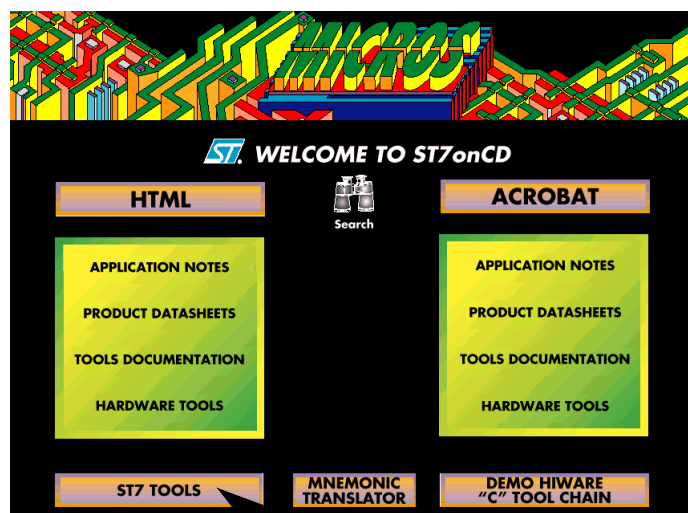 MICROS
ST. WELCOME TO ST7onCD
HTML
Search
ACROBAT
APPLICATION NOTES
PRODUCT DATASHEETS
TOOLS DOCUMENTATION
HARDWARE TOOLS
APPLICATION NOTES
PRODUCT DATASHEETS
TOOLS DOCUMENTATION
HARDWARE TOOLS
ST7 TOOLS
MNEMONIC
TRANSLATOR
DEMO HIWARE
“C” TOOL CHAIN